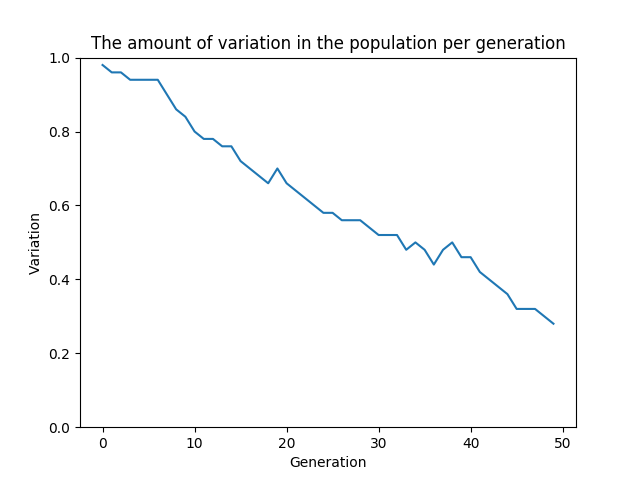 The amount of variation in the population per generation
1.0
0.8
0.6
0.4
0.2
0.0
Variation
0 10 20 30 40 50
Generation